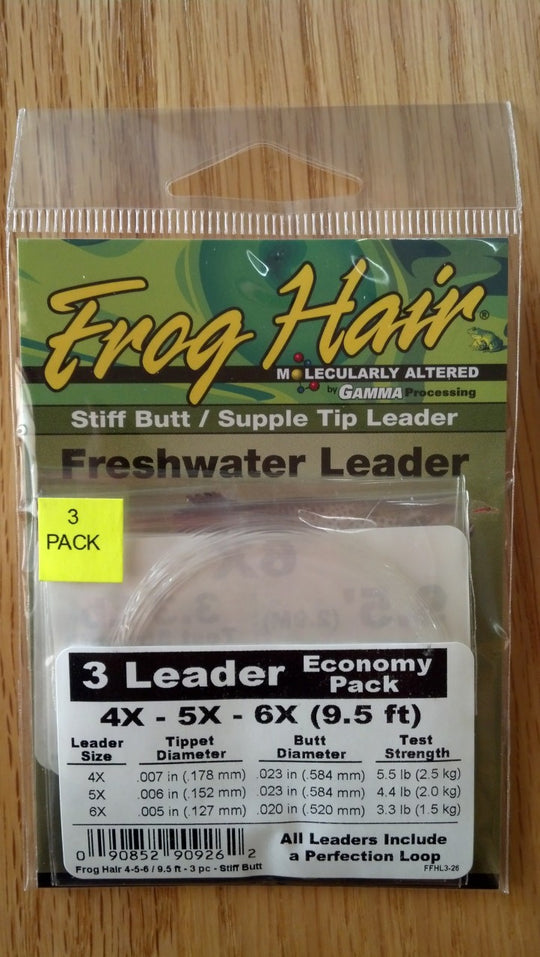 Frog Hair®
MOLECULARLY ALTERED
by GAMMA Processing
Stiff Butt / Supple Tip Leader
Freshwater Leader
3
PACK
6X
3 Leader Economy Pack
4X - 5X - 6X (9.5 ft)
Leader Size Tippet Diameter Butt Diameter Test Strength
4X .007 in (.178 mm) .023 in (.584 mm) 5.5 lb (2.5 kg)
5X .006 in (.152 mm) .023 in (.584 mm) 4.4 lb (2.0 kg)
6X .005 in (.127 mm) .020 in (.520 mm) 3.3 lb (1.5 kg)
0 90852 90926 2
All Leaders Include
a Perfection Loop
Frog Hair 4-5-6 / 9.5 ft - 3 pc - Stiff Butt
FFHL3-26